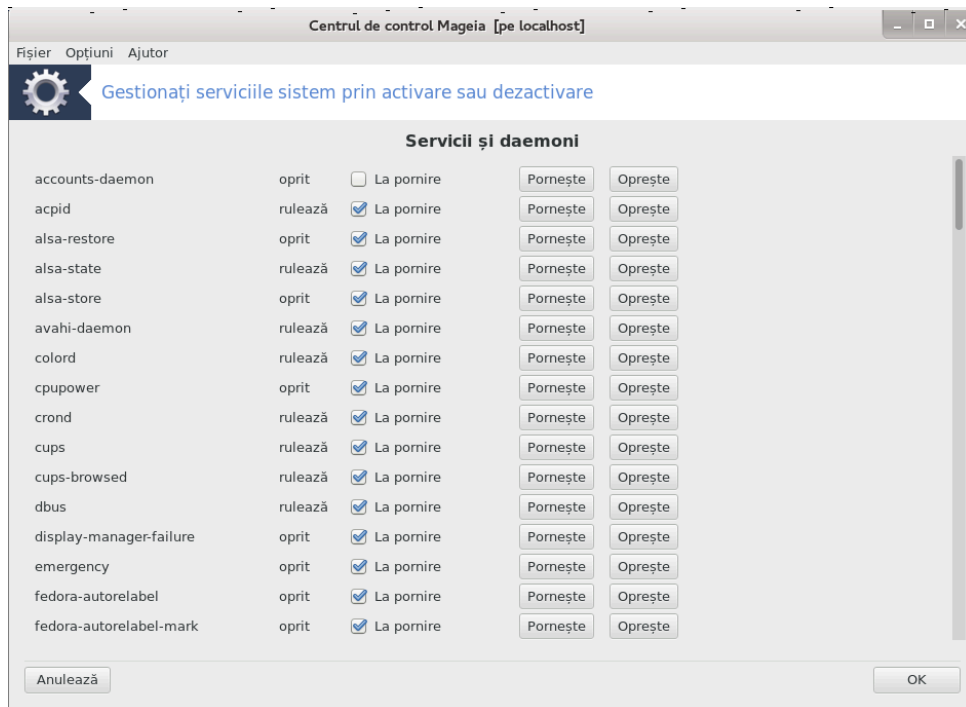 Centrul de control Mageia [pe localhost]
Fișier Opțiuni Ajutor
Gestionați serviciile sistem prin activare sau dezactivare
Servicii și daemoni
accounts-daemon oprit La pornire Pornește Oprește
acpid rulează La pornire Pornește Oprește
alsa-restore oprit La pornire Pornește Oprește
alsa-state rulează La pornire Pornește Oprește
alsa-store oprit La pornire Pornește Oprește
avahi-daemon rulează La pornire Pornește Oprește
colord rulează La pornire Pornește Oprește
cpupower oprit La pornire Pornește Oprește
crond rulează La pornire Pornește Oprește
cups rulează La pornire Pornește Oprește
cups-browsed rulează La pornire Pornește Oprește
dbus rulează La pornire Pornește Oprește
display-manager-failure oprit La pornire Pornește Oprește
emergency oprit La pornire Pornește Oprește
fedora-autorelabel oprit La pornire Pornește Oprește
fedora-autorelabel-mark oprit La pornire Pornește Oprește
Anulează OK